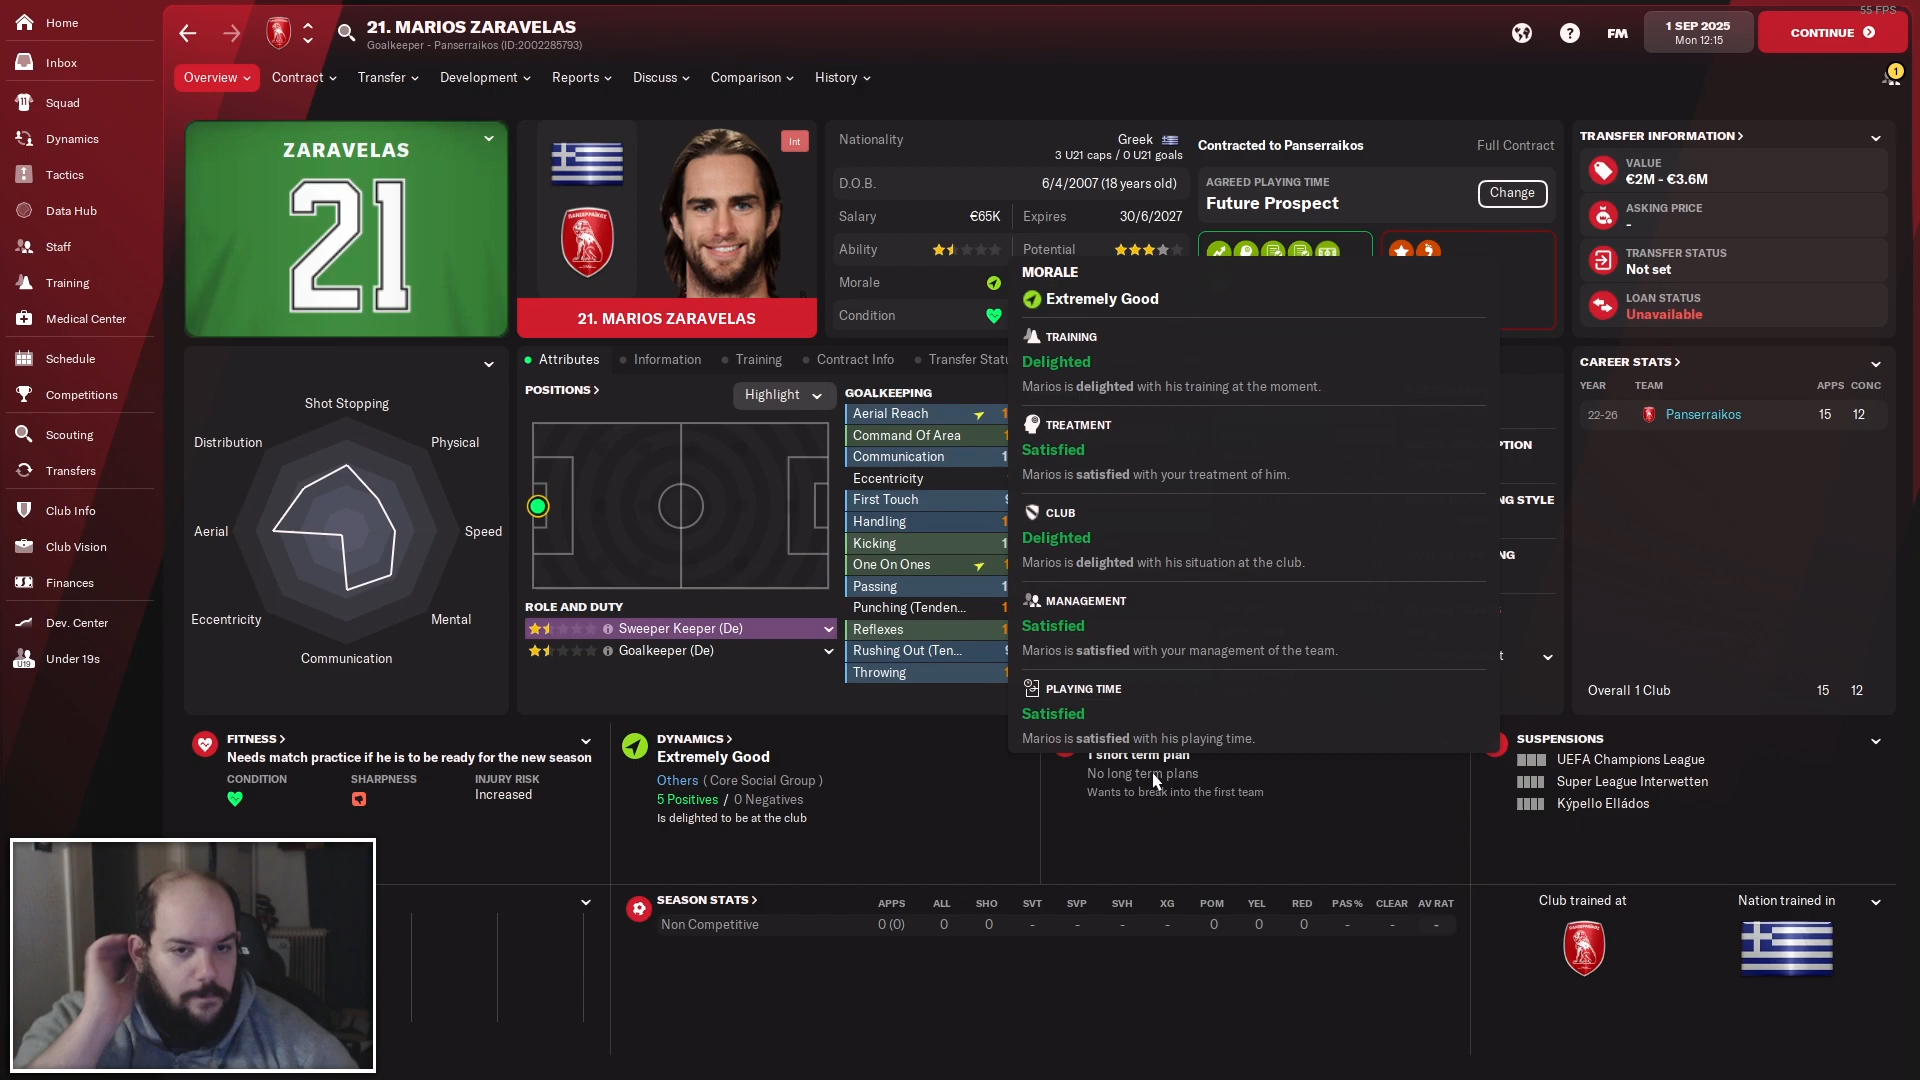 55 FPS
Home
Inbox
Squad
Dynamics
Tactics
Data Hub
Staff
Training
Medical Center
Schedule
Competitions
Scouting
Transfers
Club Info
Club Vision
Finances
Dev. Center
U19
Under 19s
21. MARIOS ZARAVELAS
Goalkeeper - Panserraikos (ID:2002285793)
FM
1 SEP 2025
Mon 12:15
CONTINUE
Overview
Contract
Transfer
Development
Reports
Discuss
Comparison
History
1
ZARAVELAS
21
Int
21. MARIOS ZARAVELAS
Nationality
Greek
3 U21 caps / 0 U21 goals
D.O.B.
6/4/2007 (18 years old)
Salary
€65K
Expires
30/6/2027
Ability
Potential
Morale
Condition
Contracted to Panserraikos
Full Contract
AGREED PLAYING TIME
Future Prospect
Change
TRANSFER INFORMATION
VALUE
€2M - €3.6M
ASKING PRICE
-
TRANSFER STATUS
Not set
LOAN STATUS
Unavailable
MORALE
Extremely Good
TRAINING
Delighted
Marios is delighted with his training at the moment.
TREATMENT
Satisfied
Marios is satisfied with your treatment of him.
CLUB
Delighted
Marios is delighted with his situation at the club.
MANAGEMENT
Satisfied
Marios is satisfied with your management of the team.
PLAYING TIME
Satisfied
Marios is satisfied with his playing time.
Shot Stopping
Physical
Speed
Mental
Communication
Eccentricity
Aerial
Distribution
Attributes
Information
Training
Contract Info
Transfer Statu
POSITIONS
Highlight
ROLE AND DUTY
Sweeper Keeper (De)
Goalkeeper (De)
GOALKEEPING
Aerial Reach
Command Of Area
Communication
Eccentricity
First Touch
Handling
Kicking
One On Ones
Passing
Punching (Tenden...
Reflexes
Rushing Out (Ten...
Throwing
CAREER STATS
YEAR TEAM APPS CONC
22-26 Panserraikos 15 12
Overall 1 Club 15 12
FITNESS
Needs match practice if he is to be ready for the new season
CONDITION
SHARPNESS
INJURY RISK
Increased
DYNAMICS
Extremely Good
Others ( Core Social Group )
5 Positives / 0 Negatives
Is delighted to be at the club
1 short term plan
No long term plans
Wants to break into the first team
SUSPENSIONS
UEFA Champions League
Super League Interwetten
Kýpello Elládos
SEASON STATS
APPS ALL SHO SVT SVP SVH XG POM YEL RED PAS% CLEAR AV RAT
Non Competitive 0 (0) 0 0 - - - - 0 0 0 - - -
Club trained at
Nation trained in